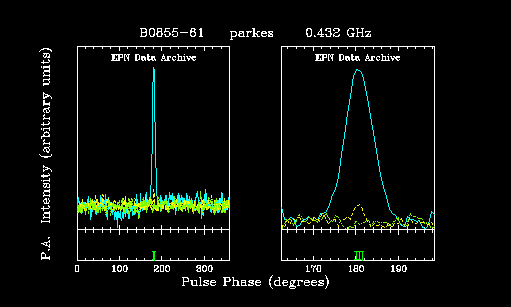 B0855-61 parkes 0.432 GHz
EPN Data Archive EPN Data Archive
P.A. Intensity (arbitrary units)
I III
0 100 200 300 170 180 190
Pulse Phase (degrees)